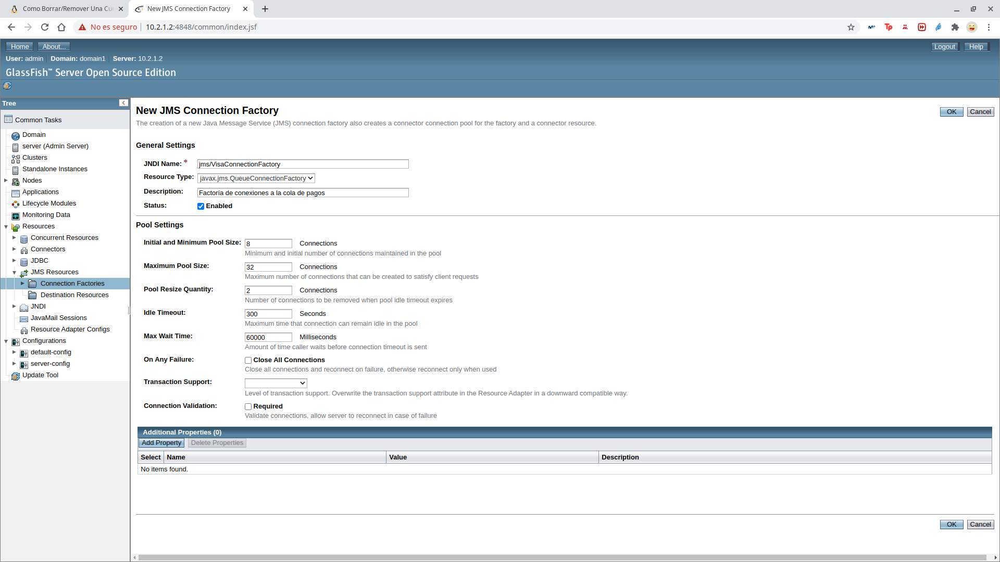 Como Borrar/Remover Una Cu
New JMS Connection Factory
No es seguro 10.2.1.2:4848/common/index.jsf
Home About... Logout Help
User: admin Domain: domain1 Server: 10.2.1.2
GlassFish™ Server Open Source Edition
Tree
Common Tasks
Domain
server (Admin Server)
Clusters
Standalone Instances
Nodes
Applications
Lifecycle Modules
Monitoring Data
Resources
Concurrent Resources
Connectors
JDBC
JMS Resources
Connection Factories
Destination Resources
JNDI
JavaMail Sessions
Resource Adapter Configs
Configurations
default-config
server-config
Update Tool
New JMS Connection Factory
OK Cancel
The creation of a new Java Message Service (JMS) connection factory also creates a connector connection pool for the factory and a connector resource.
General Settings
JNDI Name: * jms/VisaConnectionFactory
Resource Type: javax.jms.QueueConnectionFactory
Description: Factoría de conexiones a la cola de pagos
Status: Enabled
Pool Settings
Initial and Minimum Pool Size: 8 Connections
Minimum and initial number of connections maintained in the pool
Maximum Pool Size: 32 Connections
Maximum number of connections that can be created to satisfy client requests
Pool Resize Quantity: 2 Connections
Number of connections to be removed when pool idle timeout expires
Idle Timeout: 300 Seconds
Maximum time that connection can remain idle in the pool
Max Wait Time: 60000 Milliseconds
Amount of time caller waits before connection timeout is sent
On Any Failure: Close All Connections
Close all connections and reconnect on failure, otherwise reconnect only when used
Transaction Support:
Level of transaction support. Overwrite the transaction support attribute in the Resource Adapter in a downward compatible way.
Connection Validation: Required
Validate connections, allow server to reconnect in case of failure
Additional Properties (0)
Add Property Delete Properties
Select Name Value Description
No items found.
OK Cancel